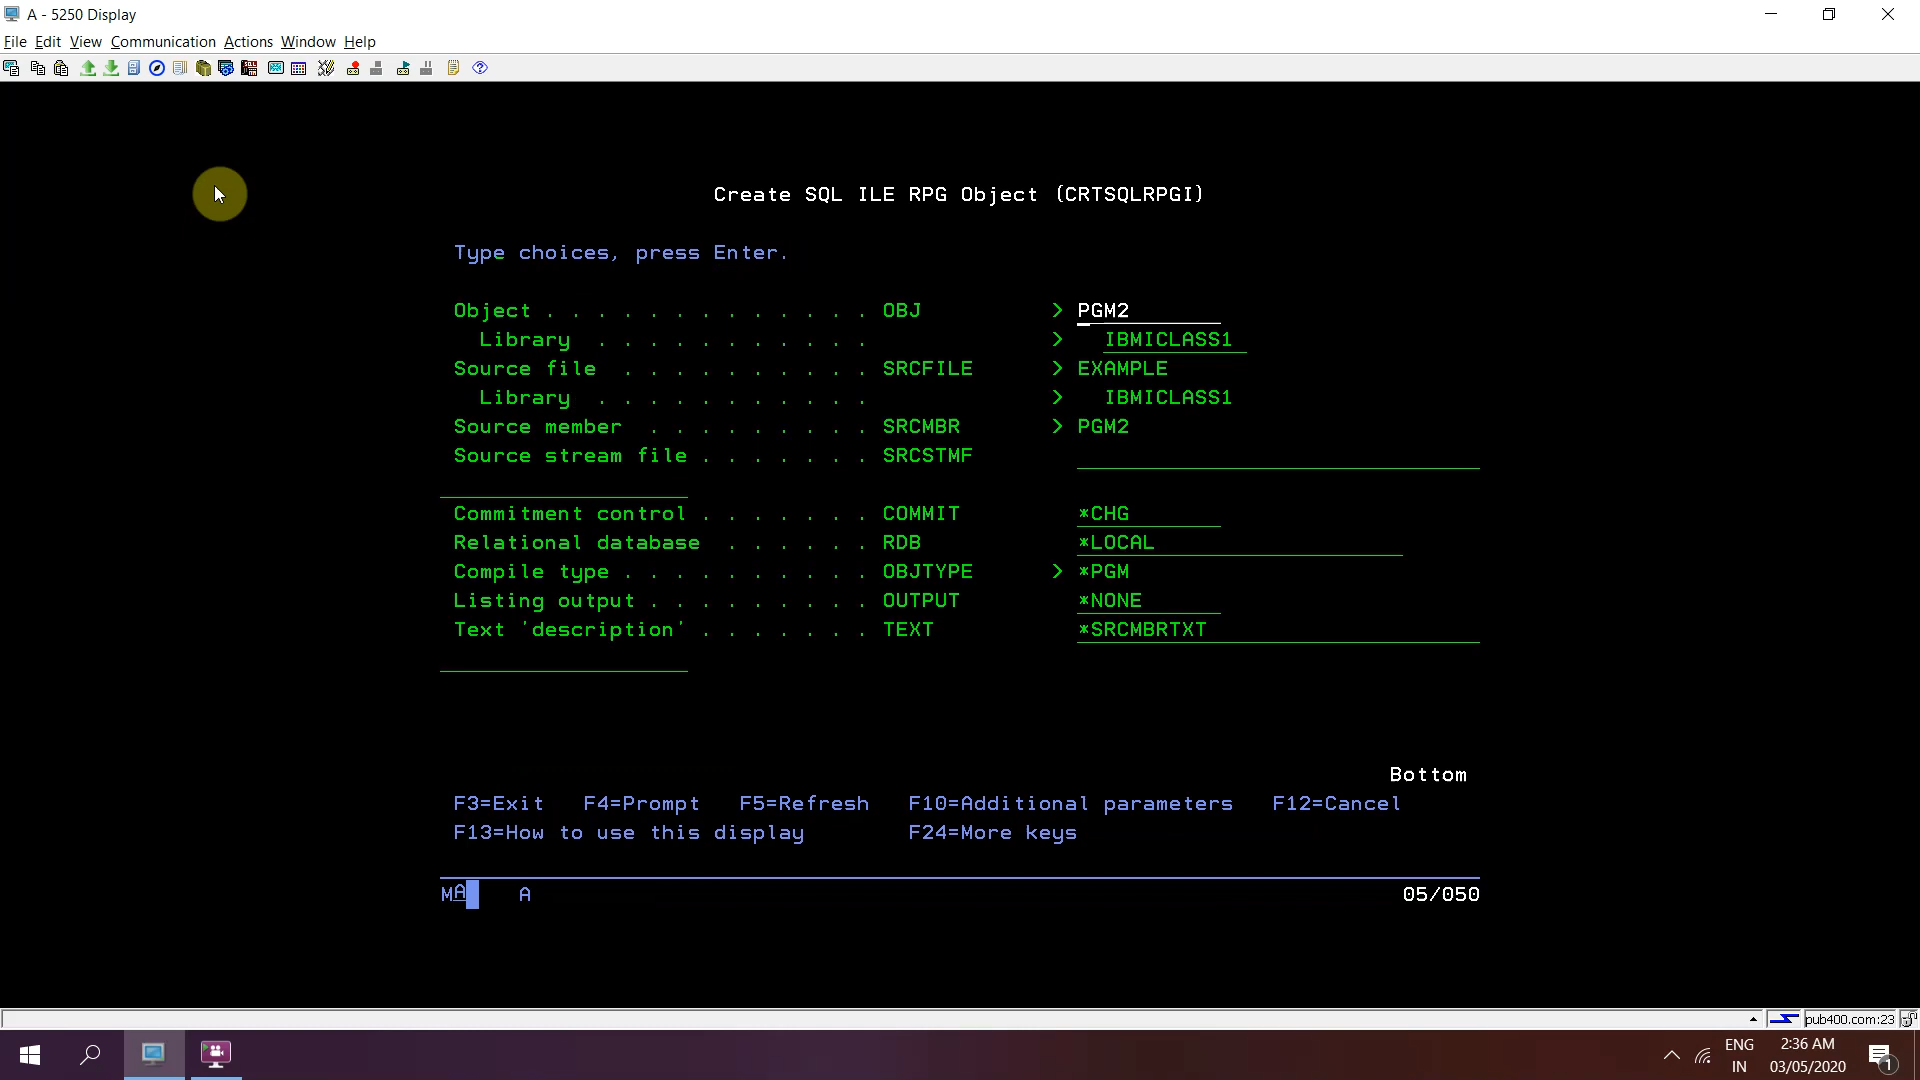 A - 5250 Display
File Edit View Communication Actions Window Help
Create SQL ILE RPG Object (CRTSQLRPGI)
Type choices, press Enter.
Object . . . . . . . . . . . . . OBJ > PGM2
Library . . . . . . . . . . . > IBMICLASS1
Source file . . . . . . . . . . SRCFILE > EXAMPLE
Library . . . . . . . . . . . > IBMICLASS1
Source member . . . . . . . . . SRCMBR > PGM2
Source stream file . . . . . . . SRCSTMF
Commitment control . . . . . . . COMMIT *CHG
Relational database . . . . . . RDB *LOCAL
Compile type . . . . . . . . . . OBJTYPE > *PGM
Listing output . . . . . . . . . OUTPUT *NONE
Text 'description' . . . . . . . TEXT *SRCMBRTXT
Bottom
F3=Exit F4=Prompt F5=Refresh F10=Additional parameters F12=Cancel
F13=How to use this display F24=More keys
MA A 05/050
pub400.com:23
ENG 2:36 AM
IN 03/05/2020 1